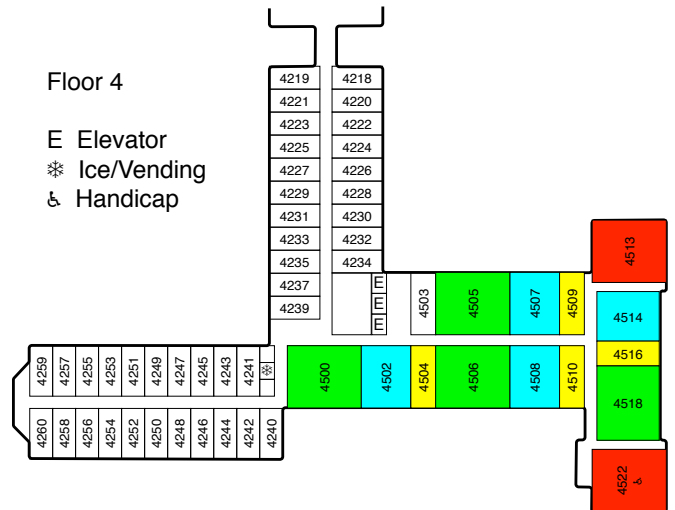 Floor 4
E Elevator
❄ Ice/Vending
♿ Handicap
4219 4218
4221 4220
4223 4222
4225 4224
4227 4226
4229 4228
4231 4230
4233 4232
4235 4234
4237
4239
E
E
E
4503 4505 4507 4509
4513
4514
4516
4518
4522 ♿
4500 4502 4504 4506 4508 4510
4259 4257 4255 4253 4251 4249 4247 4245 4243 4241 ❄
4260 4258 4256 4254 4252 4250 4248 4246 4244 4242 4240